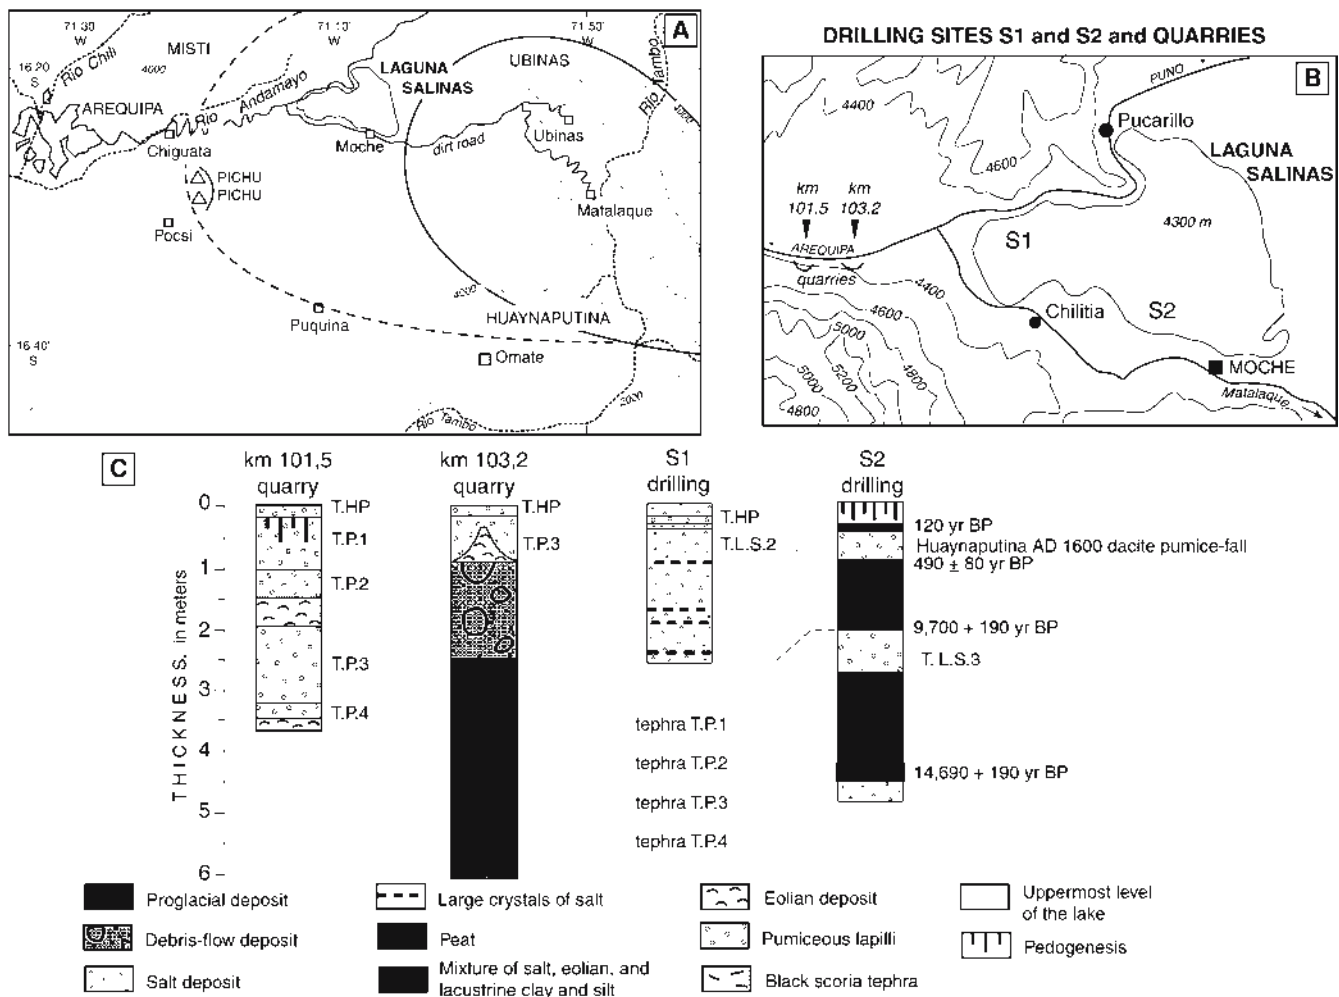 A
71 30'
W
71 10'
W
71 50'
16 20
S
Rio Chili
MISTI
4000
Andamayo
Rio
LAGUNA
SALINAS
UBINAS
Rio Tambo
4000
AREQUIPA
Chiguata
Moche
dirt road
Ubinas
PICHU
PICHU
Pocsi
Matalaque
4000
HUAYNAPUTINA
Puquina
16 40'
S
Omate
2000
Rio Tambo
DRILLING SITES S1 and S2 and QUARRIES
B
PUNO
4400
Pucarillo
4600
LAGUNA
SALINAS
km
101.5
km
103.2
4300 m
S1
AREQUIPA
quarries
4400
4600
S2
Chilitia
5000
4800
5000
5200
4800
MOCHE
Matalaque
C
km 101,5
quarry
km 103,2
quarry
S1
drilling
S2
drilling
THICKNESS. in meters
0
1
2
3
4
5
6
T.HP
T.P.1
T.P.2
T.P.3
T.P.4
T.HP
T.P.3
T.HP
T.L.S.2
120 yr BP
Huaynaputina AD 1600 dacite pumice-fall
490 ± 80 yr BP
9,700 + 190 yr BP
T. L.S.3
14,690 + 190 yr BP
tephra T.P.1
tephra T.P.2
tephra T.P.3
tephra T.P.4
Proglacial deposit
Debris-flow deposit
Salt deposit
Large crystals of salt
Peat
Mixture of salt, eolian, and
lacustrine clay and silt
Eolian deposit
Pumiceous lapilli
Black scoria tephra
Uppermost level
of the lake
Pedogenesis